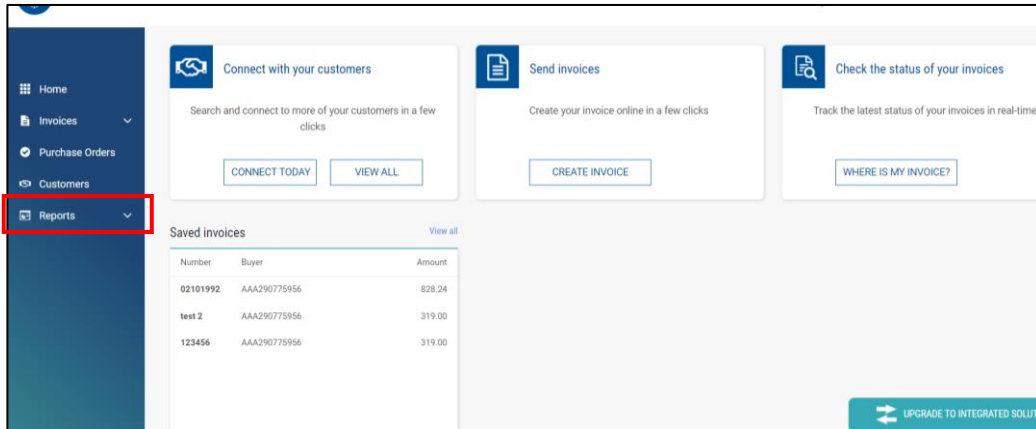 Home
Invoices
Purchase Orders
Customers
Reports
Connect with your customers
Search and connect to more of your customers in a few
clicks
CONNECT TODAY
VIEW ALL
Send invoices
Create your invoice online in a few clicks
CREATE INVOICE
Check the status of your invoices
Track the latest status of your invoices in real-time
WHERE IS MY INVOICE?
Saved invoices View all
Number Buyer Amount
02101992 AAA290775956 828.24
test 2 AAA290775956 319.00
123456 AAA290775956 319.00
UPGRADE TO INTEGRATED